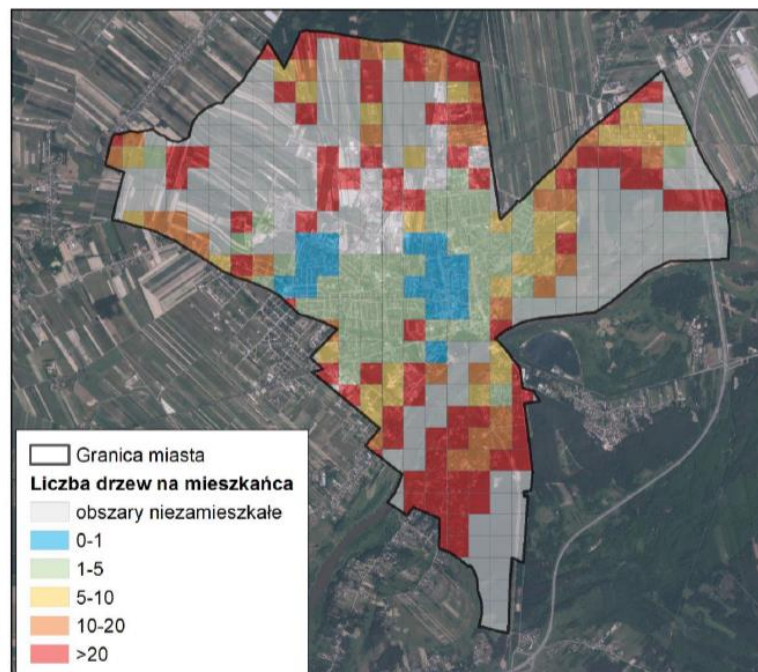 Granica miasta
Liczba drzew na mieszkańca
obszary niezamieszkałe
0-1
1-5
5-10
10-20
>20